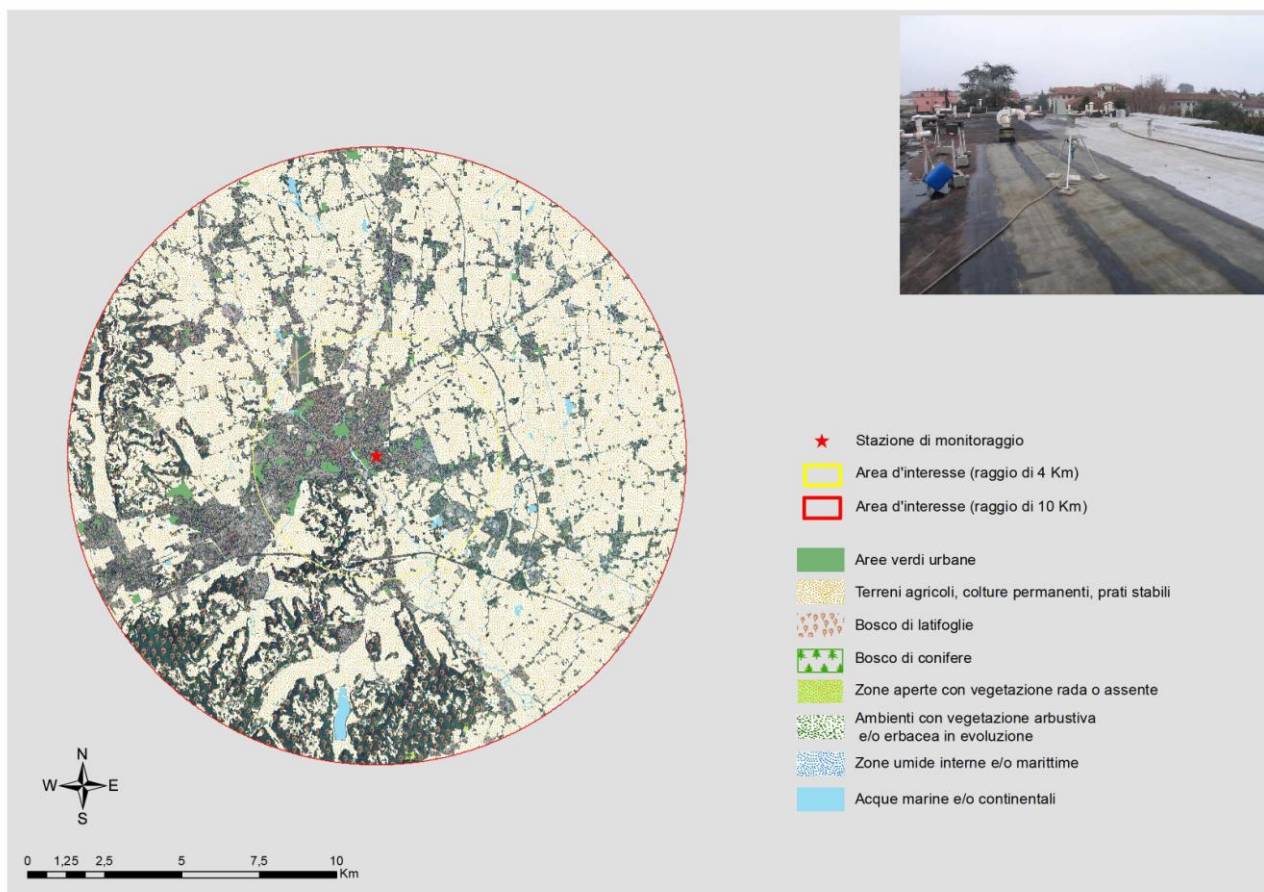 Stazione di monitoraggio
Area d'interesse (raggio di 4 Km)
Area d'interesse (raggio di 10 Km)
Aree verdi urbane
Terreni agricoli, colture permanenti, prati stabili
Bosco di latifoglie
Bosco di conifere
Zone aperte con vegetazione rada o assente
Ambienti con vegetazione arbustiva
e/o erbacea in evoluzione
Zone umide interne e/o marittime
Acque marine e/o continentali
N
W E
S
0 1,25 2,5 5 7,5 10
Km